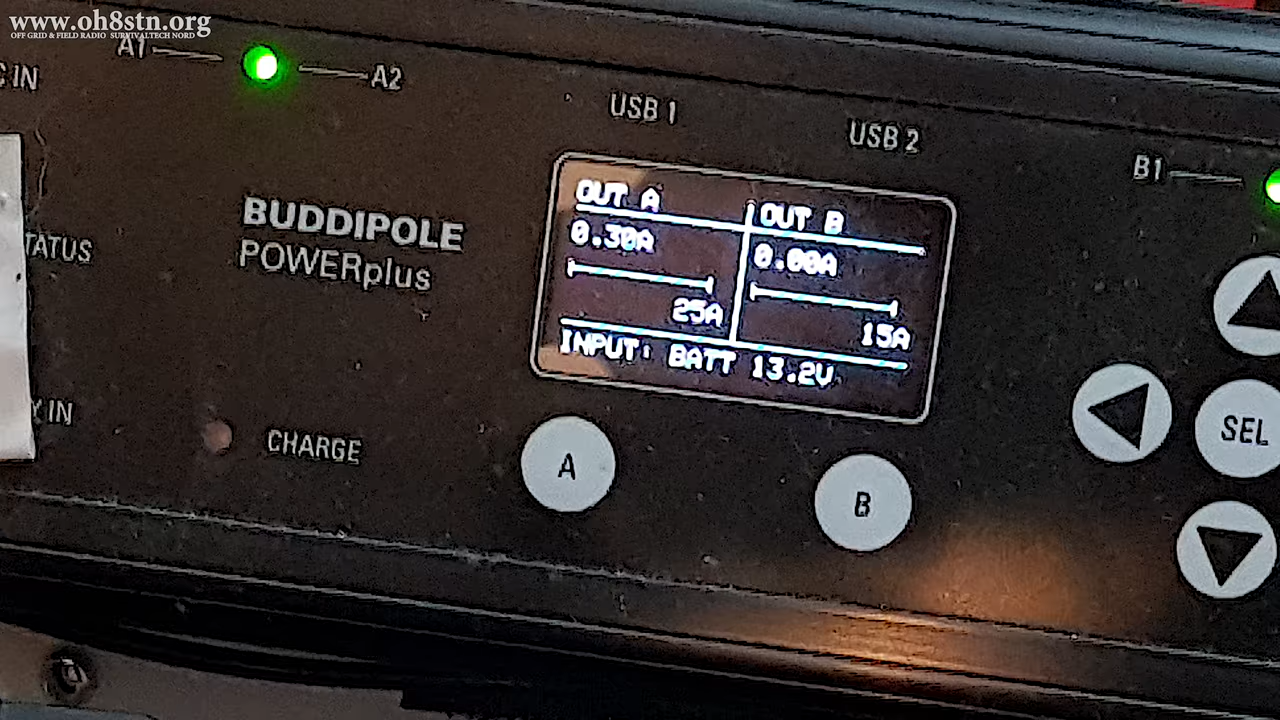 www.oh8stn.org
OFF GRID & FIELD RADIO SURVIVALTECH NORD
A1
A2
C IN
USB 1
USB 2
B1
BUDDIPOLE
POWERplus
TATUS
OUT A
OUT B
0.30A
0.00A
25A
15A
INPUT: BATT 13.2V
Y IN
CHARGE
A
B
SEL